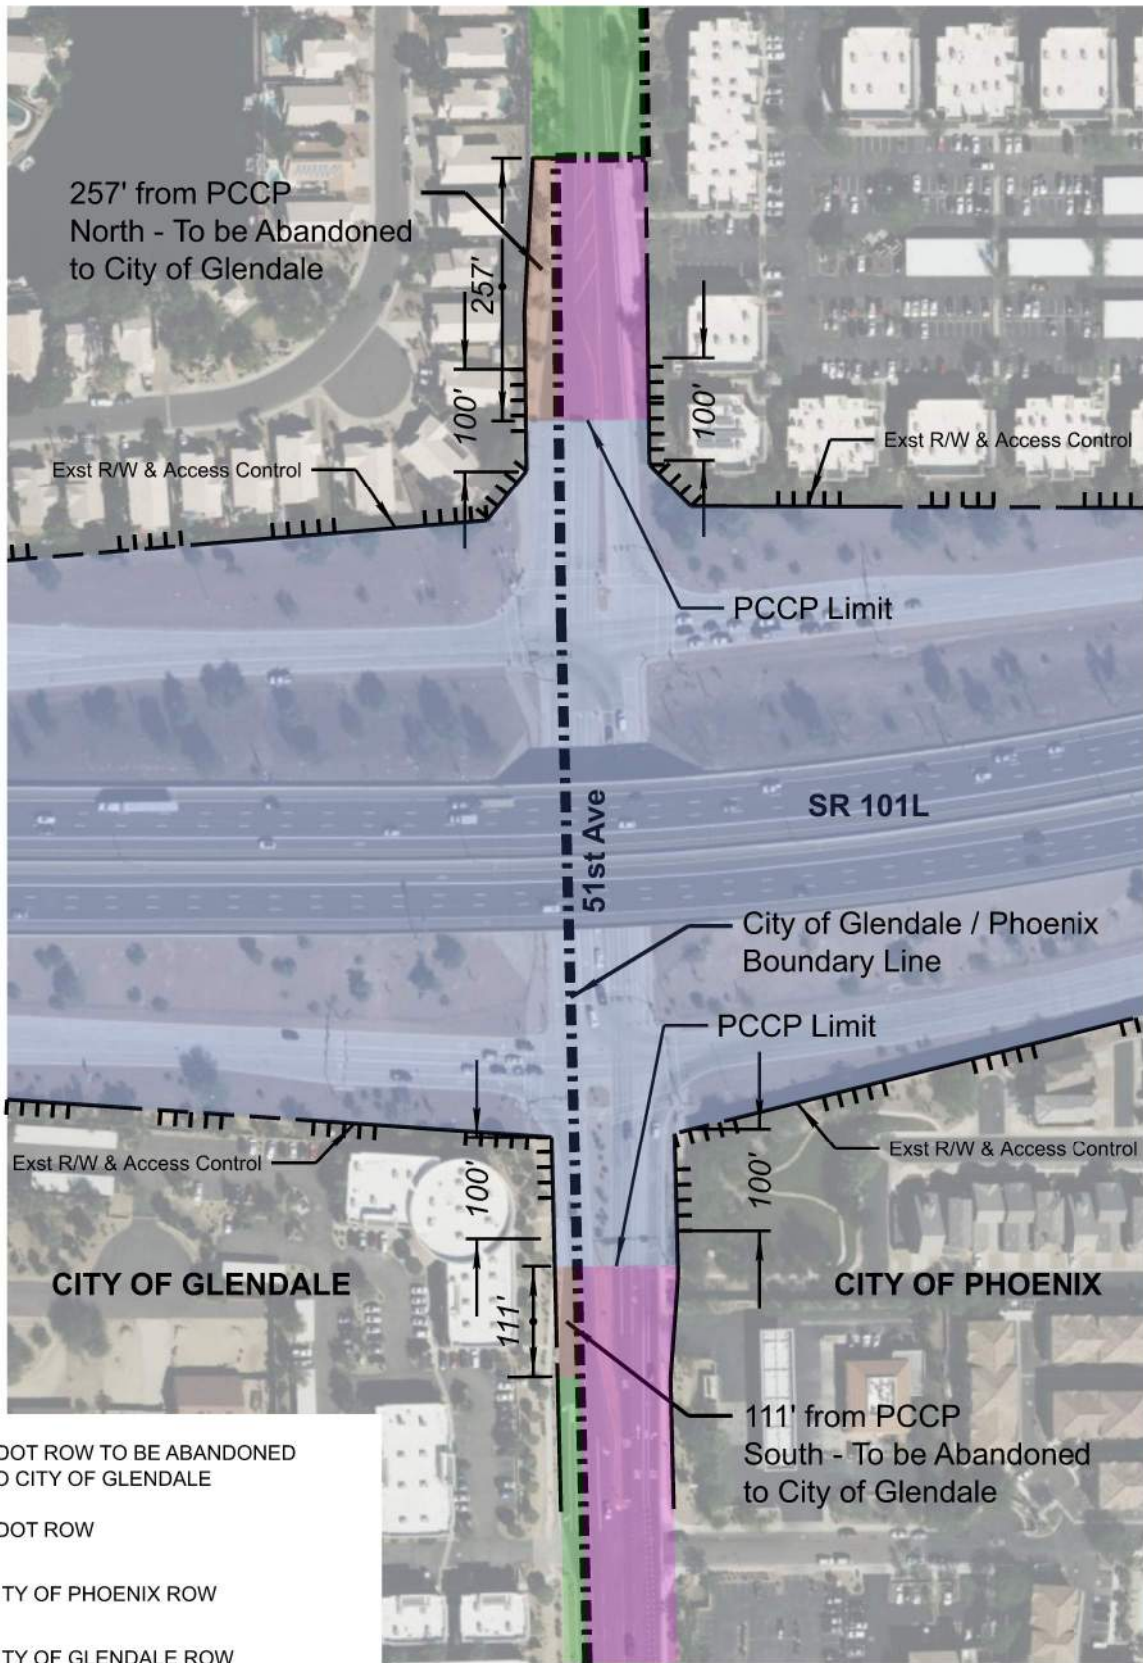 257' from PCCP
North - To be Abandoned
to City of Glendale
257'
100'
100'
Exst R/W & Access Control
Exst R/W & Access Control
PCCP Limit
SR 101L
51st Ave
City of Glendale / Phoenix
Boundary Line
PCCP Limit
Exst R/W & Access Control
Exst R/W & Access Control
100'
100'
CITY OF GLENDALE
CITY OF PHOENIX
111'
111' from PCCP
South - To be Abandoned
to City of Glendale
DOT ROW TO BE ABANDONED
O CITY OF GLENDALE
DOT ROW
TY OF PHOENIX ROW
TY OF GLENDALE ROW